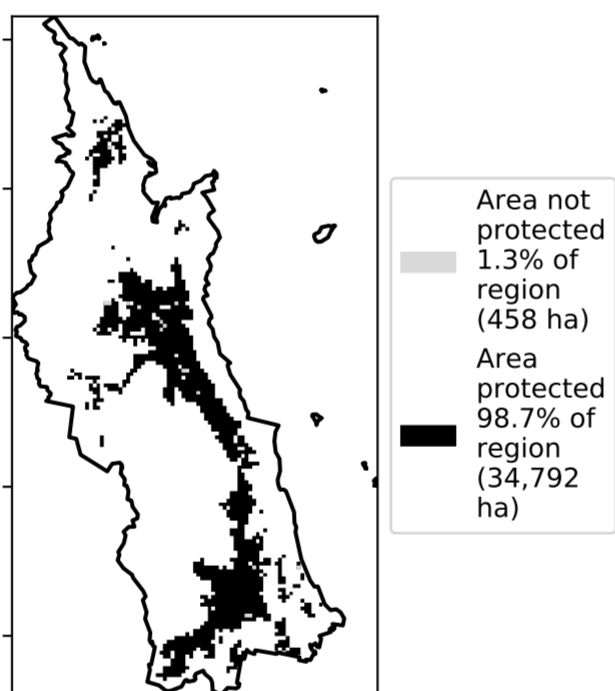 Area not
protected
1.3% of
region
(458 ha)
Area
protected
98.7% of
region
(34,792
ha)